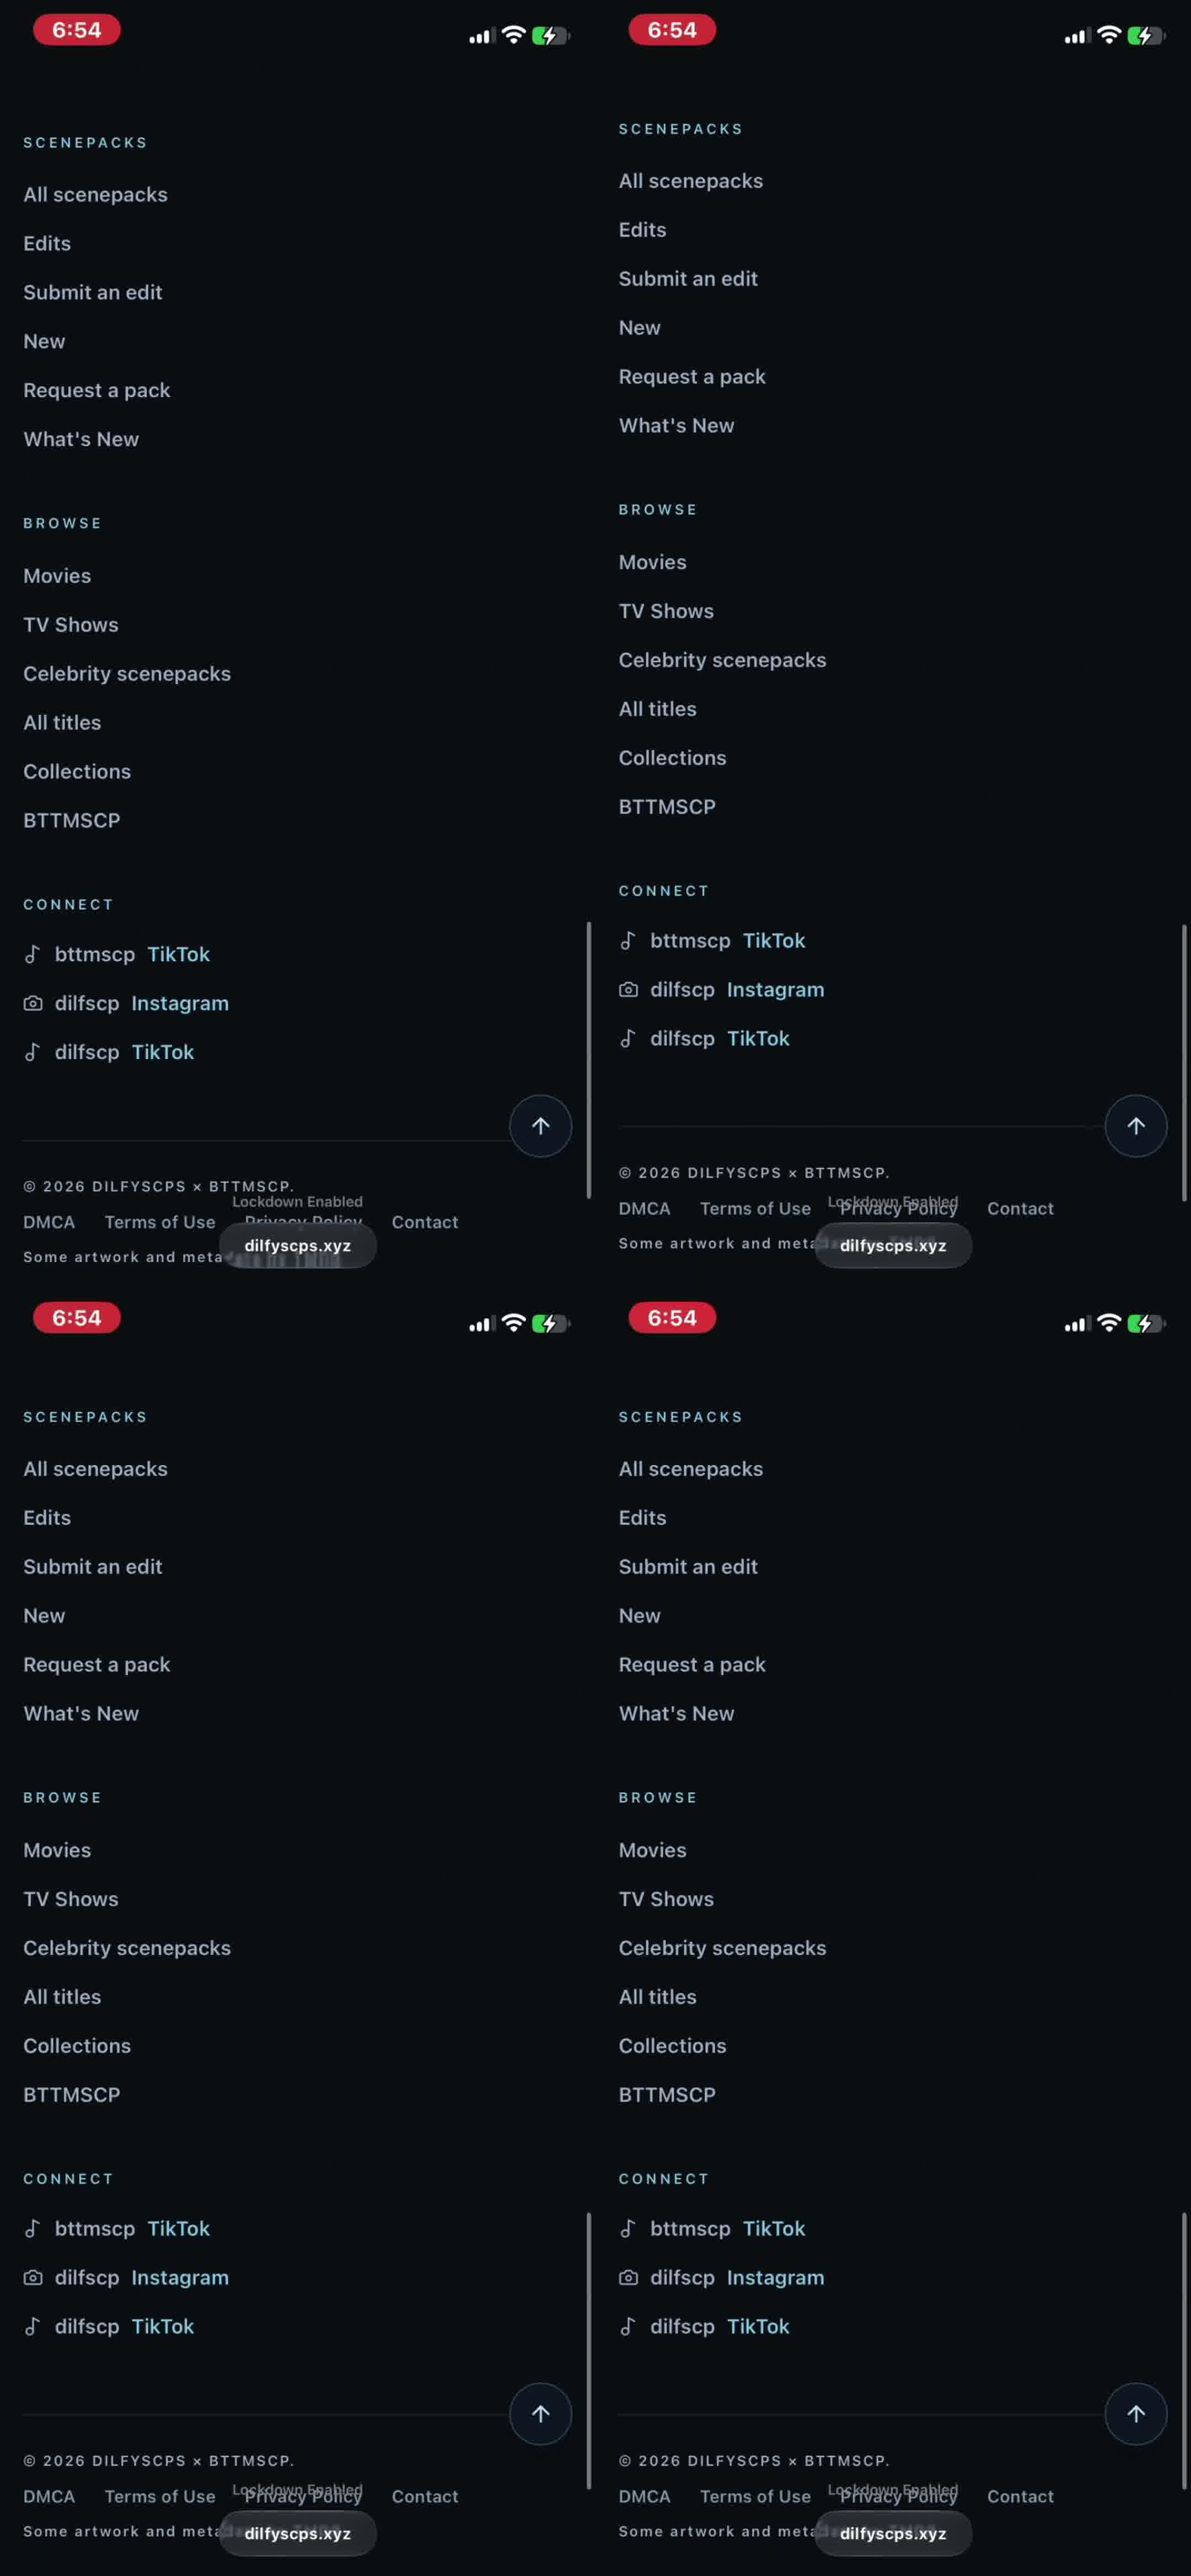 6:54
SCENEPACKS
All scenepacks
Edits
Submit an edit
New
Request a pack
What's New
BROWSE
Movies
TV Shows
Celebrity scenepacks
All titles
Collections
BTTMSCP
CONNECT
bttmscp TikTok
dilfscp Instagram
dilfscp TikTok
© 2026 DILFYSCPS × BTTMSCP.
Lockdown Enabled
DMCA Terms of Use Privacy Policy Contact
dilfyscps.xyz
Some artwork and meta
6:54
SCENEPACKS
All scenepacks
Edits
Submit an edit
New
Request a pack
What's New
BROWSE
Movies
TV Shows
Celebrity scenepacks
All titles
Collections
BTTMSCP
CONNECT
bttmscp TikTok
dilfscp Instagram
dilfscp TikTok
© 2026 DILFYSCPS × BTTMSCP.
Lockdown Enabled
DMCA Terms of Use Privacy Policy Contact
dilfyscps.xyz
Some artwork and meta
6:54
SCENEPACKS
All scenepacks
Edits
Submit an edit
New
Request a pack
What's New
BROWSE
Movies
TV Shows
Celebrity scenepacks
All titles
Collections
BTTMSCP
CONNECT
bttmscp TikTok
dilfscp Instagram
dilfscp TikTok
© 2026 DILFYSCPS × BTTMSCP.
Lockdown Enabled
DMCA Terms of Use Privacy Policy Contact
dilfyscps.xyz
Some artwork and meta
6:54
SCENEPACKS
All scenepacks
Edits
Submit an edit
New
Request a pack
What's New
BROWSE
Movies
TV Shows
Celebrity scenepacks
All titles
Collections
BTTMSCP
CONNECT
bttmscp TikTok
dilfscp Instagram
dilfscp TikTok
© 2026 DILFYSCPS × BTTMSCP.
Lockdown Enabled
DMCA Terms of Use Privacy Policy Contact
dilfyscps.xyz
Some artwork and meta